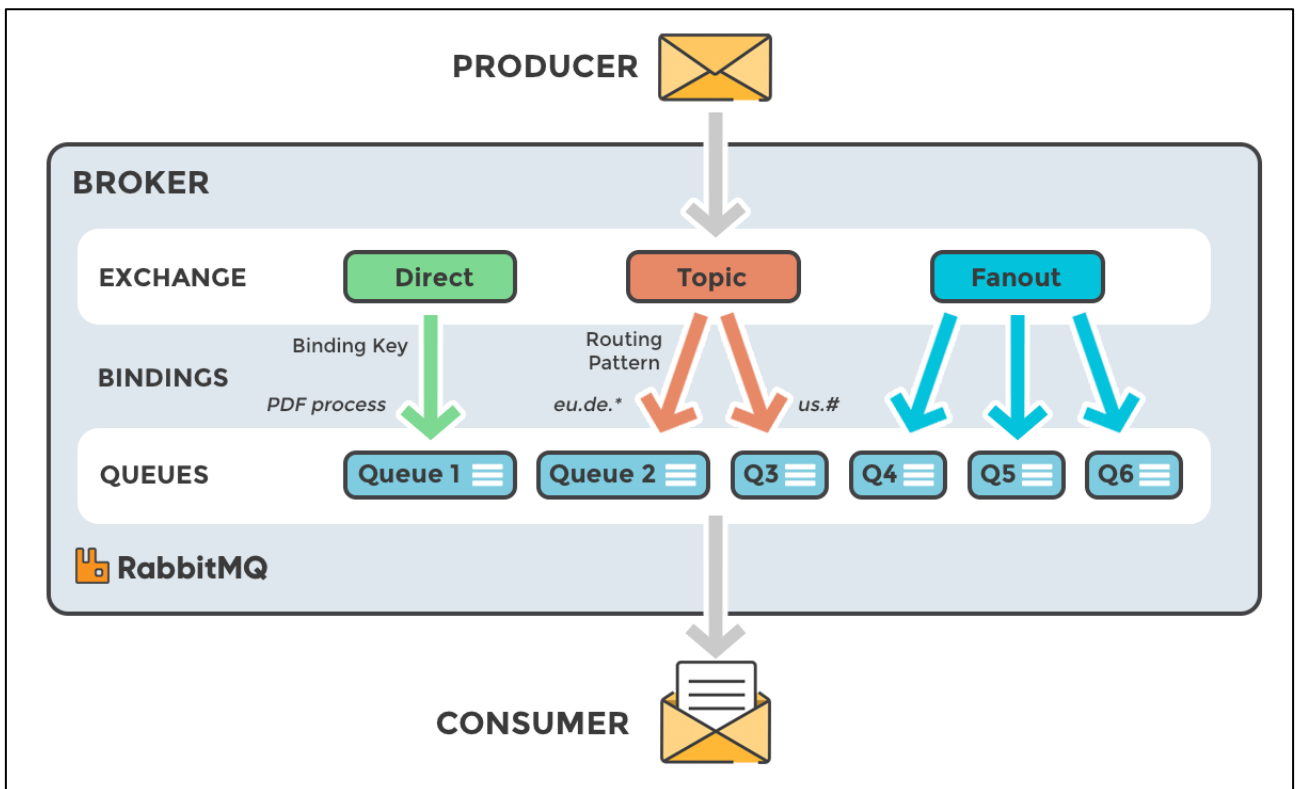 PRODUCER
BROKER
EXCHANGE
Direct
Topic
Fanout
BINDINGS
Binding Key
PDF process
Routing
Pattern
eu.de.*
us.#
QUEUES
Queue 1
Queue 2
Q3
Q4
Q5
Q6
RabbitMQ
CONSUMER